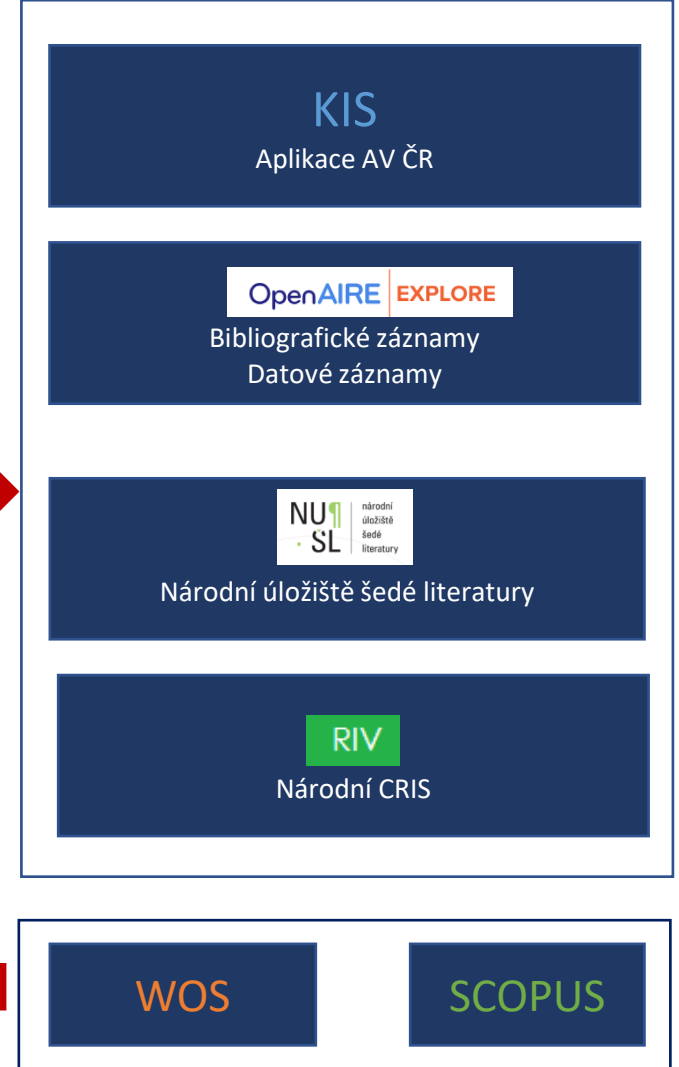 KIS
Aplikace AV ČR
OpenAIRE EXPLORE
Bibliografické záznamy
Datové záznamy
NU¶ národní
úložiště
· ŠL šedé
literatury
Národní úložiště šedé literatury
RIV
Národní CRIS
WOS
SCOPUS